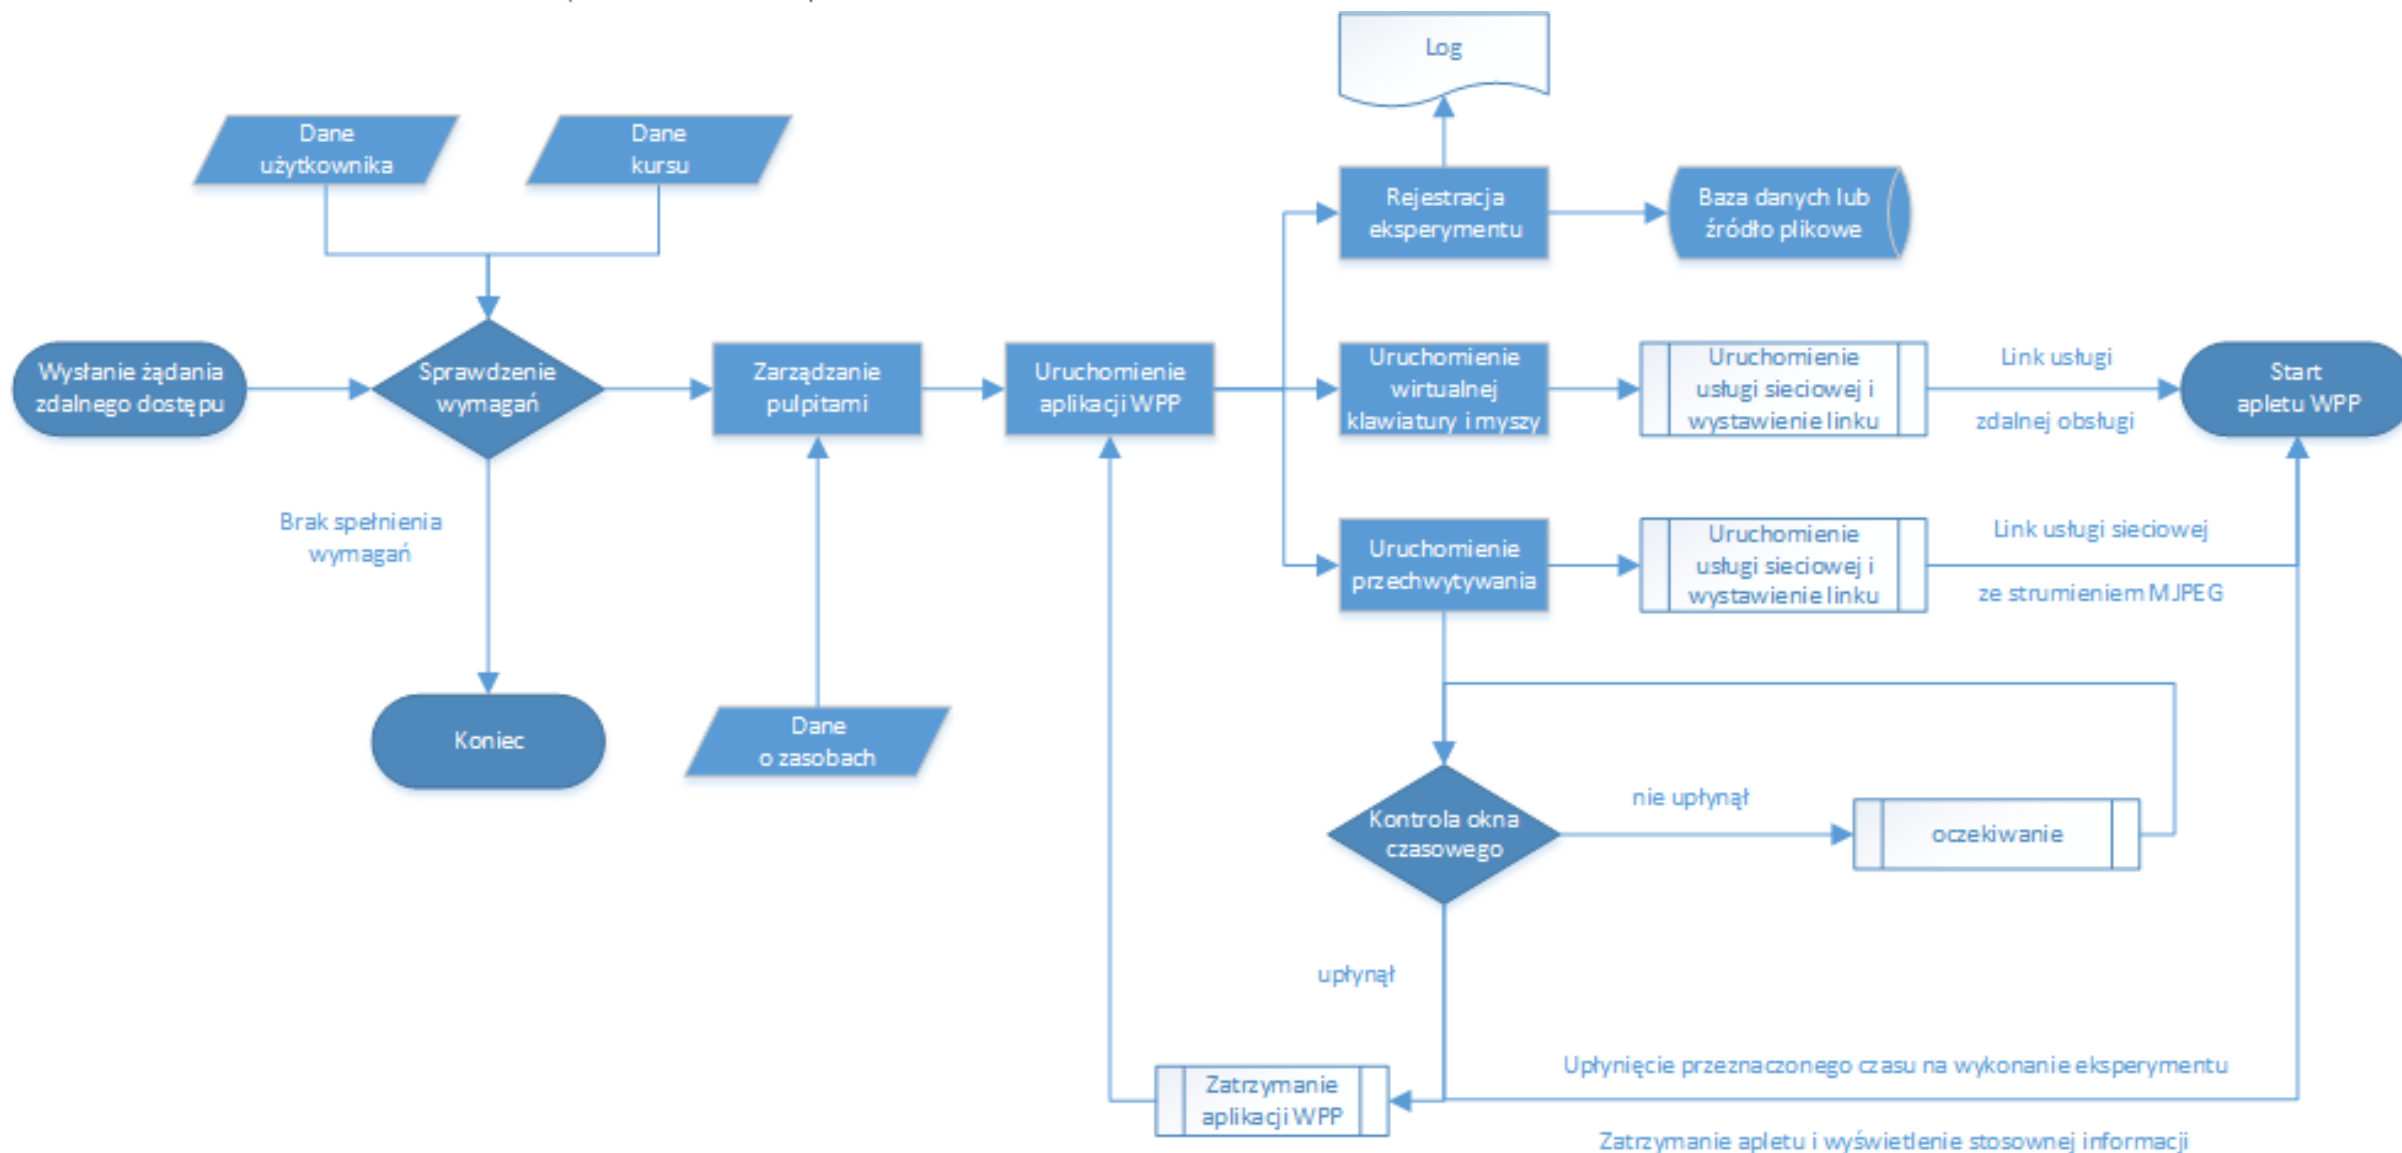 Log
Dane
użytkownika
Dane
kursu
Rejestracja
eksperymentu
Baza danych lub
źródło plikowe
Wysłanie żądania
zdalnego dostępu
Sprawdzenie
wymagań
Zarządzanie
pulpitami
Uruchomienie
aplikacji WPP
Uruchomienie
wirtualnej
klawiatury i myszy
Uruchomienie
usługi sieciowej i
wystawienie linku
Link usługi
zdalnej obsługi
Start
apletu WPP
Brak spełnienia
wymagań
Uruchomienie
przechwytywania
Uruchomienie
usługi sieciowej i
wystawienie linku
Link usługi sieciowej
ze strumieniem MJPEG
Koniec
Dane
o zasobach
Kontrola okna
czasowego
nie upłynął
oczekiwanie
upłynął
Zatrzymanie
aplikacji WPP
Upłynięcie przeznaczonego czasu na wykonanie eksperymentu
Zatrzymanie apletu i wyświetlenie stosownej informacji